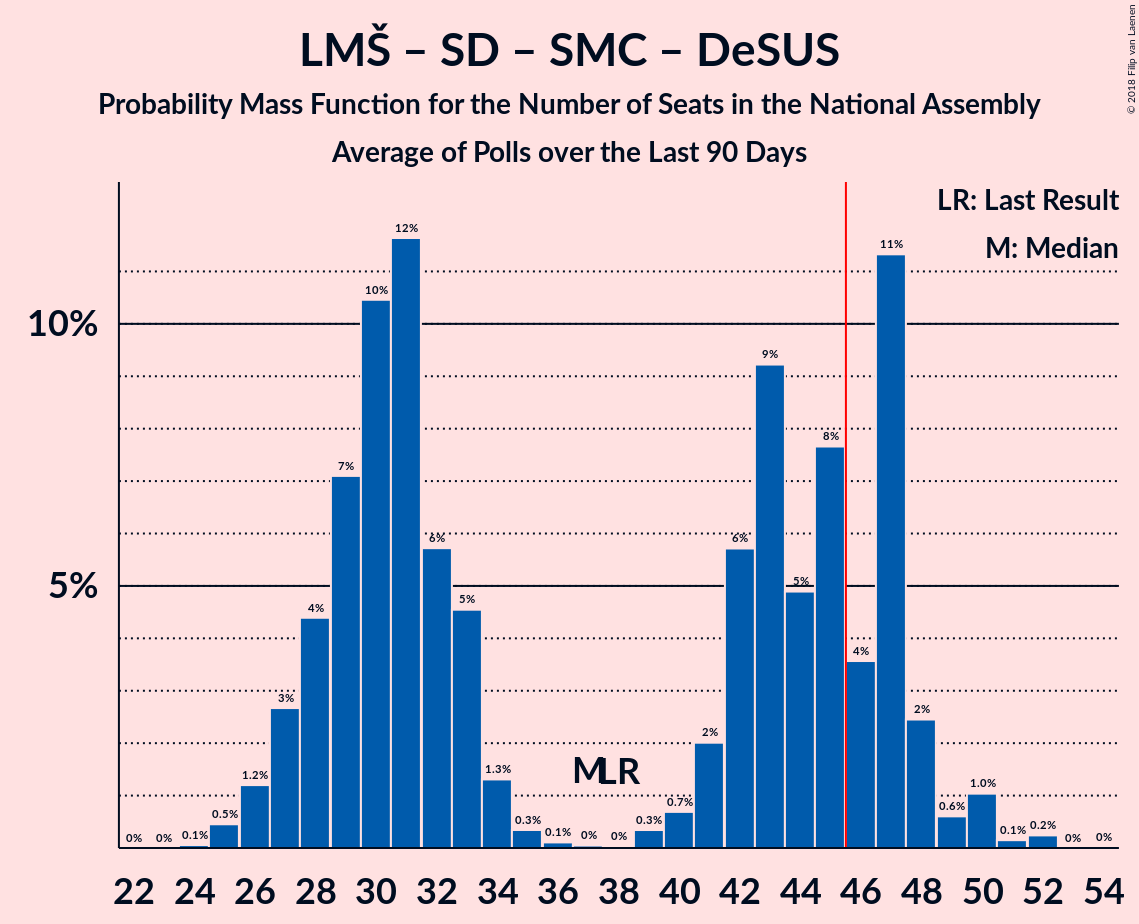 LMŠ – SD – SMC – DeSUS
Probability Mass Function for the Number of Seats in the National Assembly
Average of Polls over the Last 90 Days
© 2018 Filip van Laenen
LR: Last Result
M: Median
10%
5%
0% 0% 0.1% 0.5% 1.2% 3% 4% 7% 10% 12% 6% 5% 1.3% 0.3% 0.1% 0% 0% 0.3% 0.7% 2% 6% 9% 5% 8% 4% 11% 2% 0.6% 1.0% 0.1% 0.2% 0% 0%
M LR
22 24 26 28 30 32 34 36 38 40 42 44 46 48 50 52 54